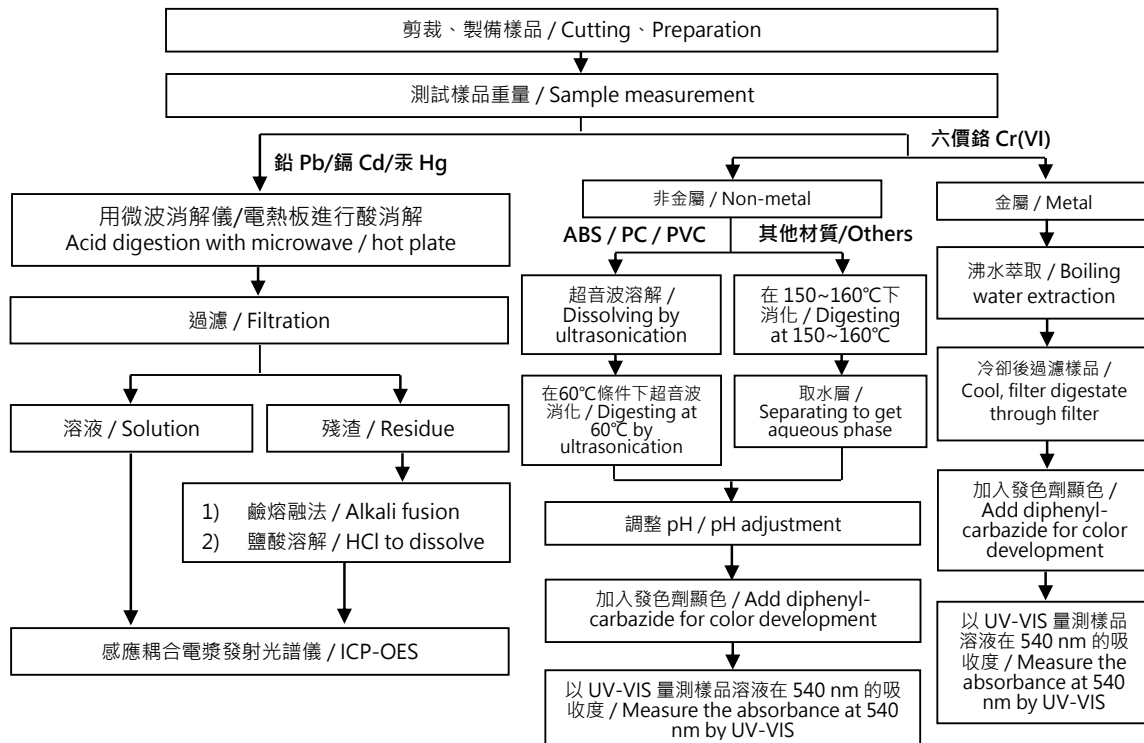 剪裁、製備樣品 / Cutting、Preparation
測試樣品重量 / Sample measurement
鉛 Pb/鎘 Cd/汞 Hg
六價鉻 Cr(VI)
用微波消解儀/電熱板進行酸消解
Acid digestion with microwave / hot plate
過濾 / Filtration
溶液 / Solution
殘渣 / Residue
1) 鹼熔融法 / Alkali fusion
2) 鹽酸溶解 / HCl to dissolve
感應耦合電漿發射光譜儀 / ICP-OES
非金屬 / Non-metal
ABS / PC / PVC
其他材質/Others
超音波溶解 /
Dissolving by
ultrasonication
在60℃條件下超音波
消化 / Digesting at
60℃ by
ultrasonication
在 150~160℃下
消化 / Digesting
at 150~160℃
取水層 /
Separating to get
aqueous phase
調整 pH / pH adjustment
加入發色劑顯色 / Add diphenyl-
carbazide for color development
以 UV-VIS 量測樣品溶液在 540 nm 的吸
收度 / Measure the absorbance at 540
nm by UV-VIS
金屬 / Metal
沸水萃取 / Boiling
water extraction
冷卻後過濾樣品 /
Cool, filter digestate
through filter
加入發色劑顯色 /
Add diphenyl-
carbazide for color
development
以 UV-VIS 量測樣品
溶液在 540 nm 的吸
收度 / Measure the
absorbance at 540
nm by UV-VIS